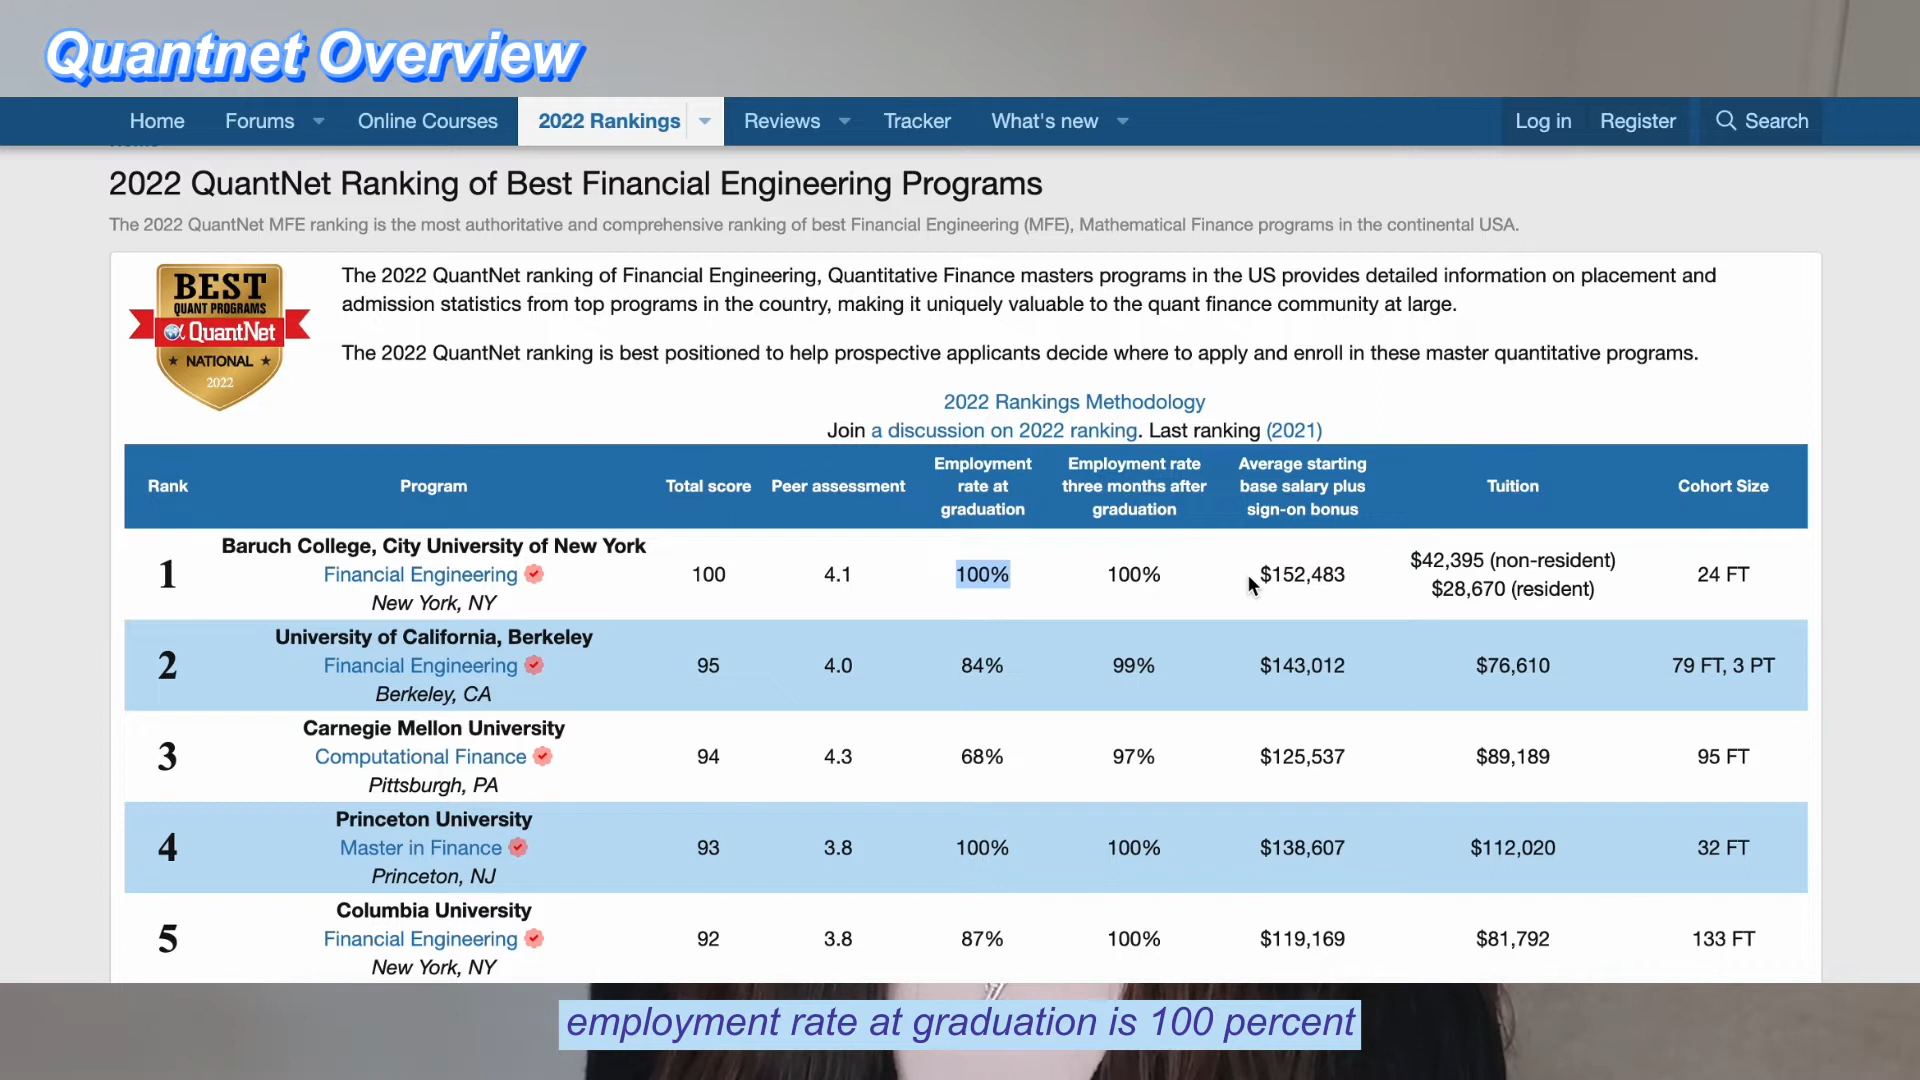 Quantnet Overview
Home Forums Online Courses 2022 Rankings Reviews Tracker What's new Log in Register Search
2022 QuantNet Ranking of Best Financial Engineering Programs
The 2022 QuantNet MFE ranking is the most authoritative and comprehensive ranking of best Financial Engineering (MFE), Mathematical Finance programs in the continental USA.
BEST
QUANT PROGRAMS
QuantNet
★ NATIONAL ★
2022
The 2022 QuantNet ranking of Financial Engineering, Quantitative Finance masters programs in the US provides detailed information on placement and
admission statistics from top programs in the country, making it uniquely valuable to the quant finance community at large.
The 2022 QuantNet ranking is best positioned to help prospective applicants decide where to apply and enroll in these master quantitative programs.
2022 Rankings Methodology
Join a discussion on 2022 ranking. Last ranking (2021)
Rank Program Total score Peer assessment Employment rate at graduation Employment rate three months after graduation Average starting base salary plus sign-on bonus Tuition Cohort Size
Baruch College, City University of New York
1 Financial Engineering 100 4.1 100% 100% $152,483 $42,395 (non-resident) $28,670 (resident) 24 FT
New York, NY
University of California, Berkeley
2 Financial Engineering 95 4.0 84% 99% $143,012 $76,610 79 FT, 3 PT
Berkeley, CA
Carnegie Mellon University
3 Computational Finance 94 4.3 68% 97% $125,537 $89,189 95 FT
Pittsburgh, PA
Princeton University
4 Master in Finance 93 3.8 100% 100% $138,607 $112,020 32 FT
Princeton, NJ
Columbia University
5 Financial Engineering 92 3.8 87% 100% $119,169 $81,792 133 FT
New York, NY
employment rate at graduation is 100 percent